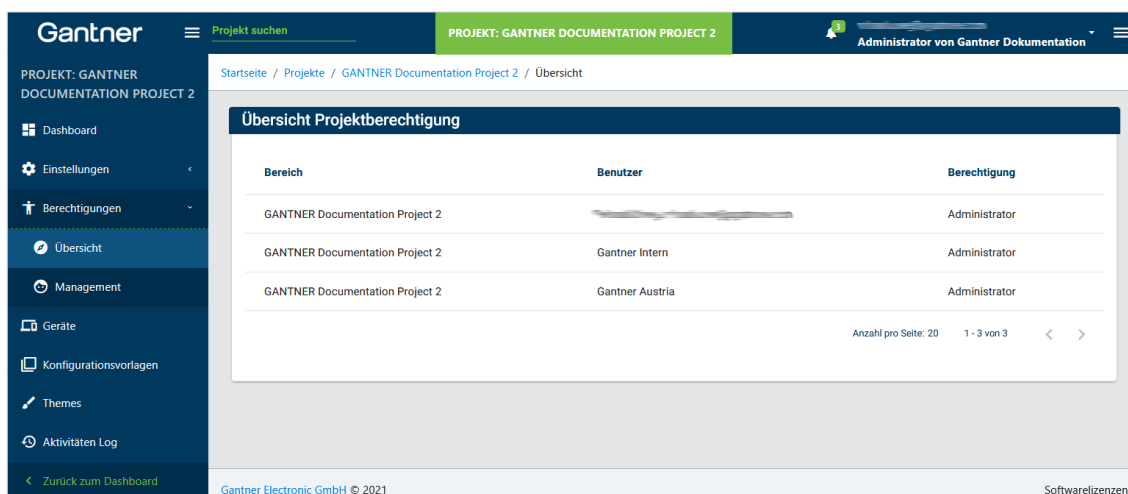 Gantner
Projekt suchen
PROJEKT: GANTNER DOCUMENTATION PROJECT 2
3
Administrator von Gantner Dokumentation
PROJEKT: GANTNER
DOCUMENTATION PROJECT 2
Dashboard
Einstellungen
Berechtigungen
Übersicht
Management
Geräte
Konfigurationsvorlagen
Themes
Aktivitäten Log
Zurück zum Dashboard
Startseite / Projekte / GANTNER Documentation Project 2 / Übersicht
Übersicht Projektberechtigung
Bereich Benutzer Berechtigung
GANTNER Documentation Project 2 Administrator
GANTNER Documentation Project 2 Gantner Intern Administrator
GANTNER Documentation Project 2 Gantner Austria Administrator
Anzahl pro Seite: 20 1 - 3 von 3
Gantner Electronic GmbH © 2021 Softwarelizenzen